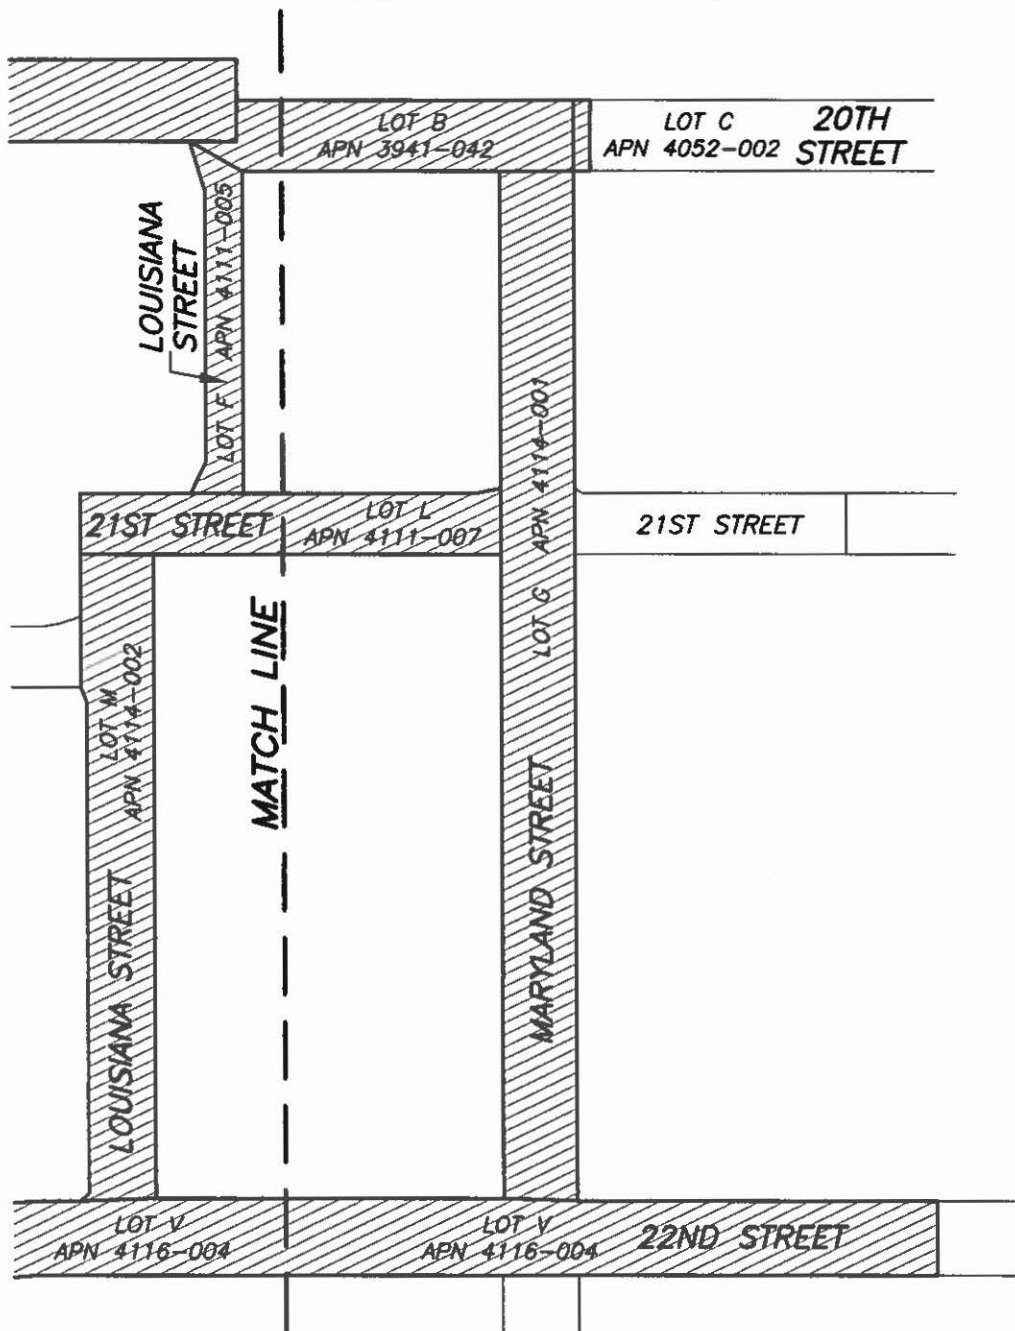 LOT B
APN 3941-042
LOT C
APN 4052-002
20TH
STREET
LOUISIANA
STREET
LOT F APN 4111-005
21ST STREET
LOT L
APN 4111-007
21ST STREET
LOT G APN 4114-001
MATCH LINE
LOT M
APN 4114-002
LOUISIANA STREET
MARYLAND STREET
LOT V
APN 4116-004
LOT V
APN 4116-004
22ND STREET